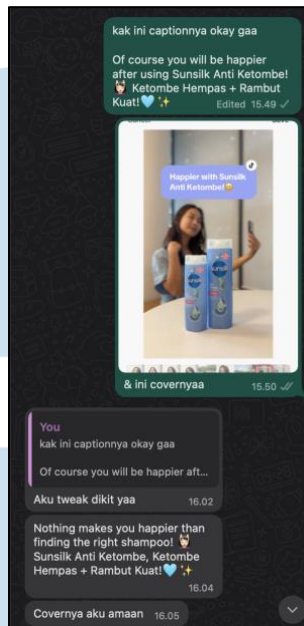 kak ini captionnya okay gaa
Of course you will be happier
after using Sunsilk Anti Ketombe!
👩🏻 Ketombe Hempas + Rambut
Kuat!🩵✨
Edited 15.49
Happier with Sunsilk
Anti Ketombe!
sunsilk
sunsilk
& ini covernyaa
15.50
You
kak ini captionnya okay gaa
Of course you will be happier aft...
Aku tweak dikit yaa
16.02
Nothing makes you happier than
finding the right shampoo! 👩🏻
Sunsilk Anti Ketombe, Ketombe
Hempas + Rambut Kuat!🩵✨
16.04
Covernya aku amaan
16.05